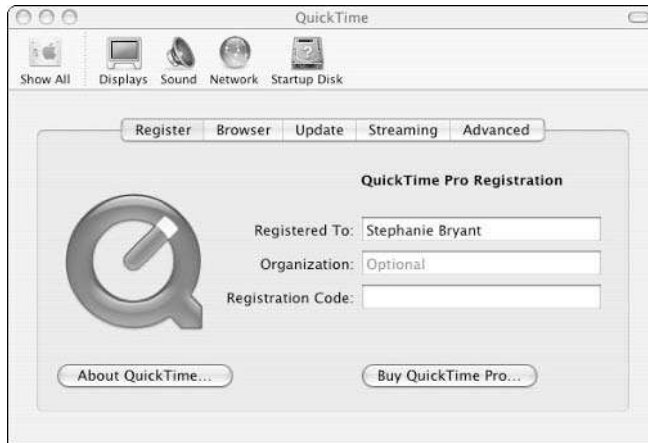 QuickTime
Show All Displays Sound Network Startup Disk
Register Browser Update Streaming Advanced
QuickTime Pro Registration
Registered To: Stephanie Bryant
Organization: Optional
Registration Code:
About QuickTime... Buy QuickTime Pro...